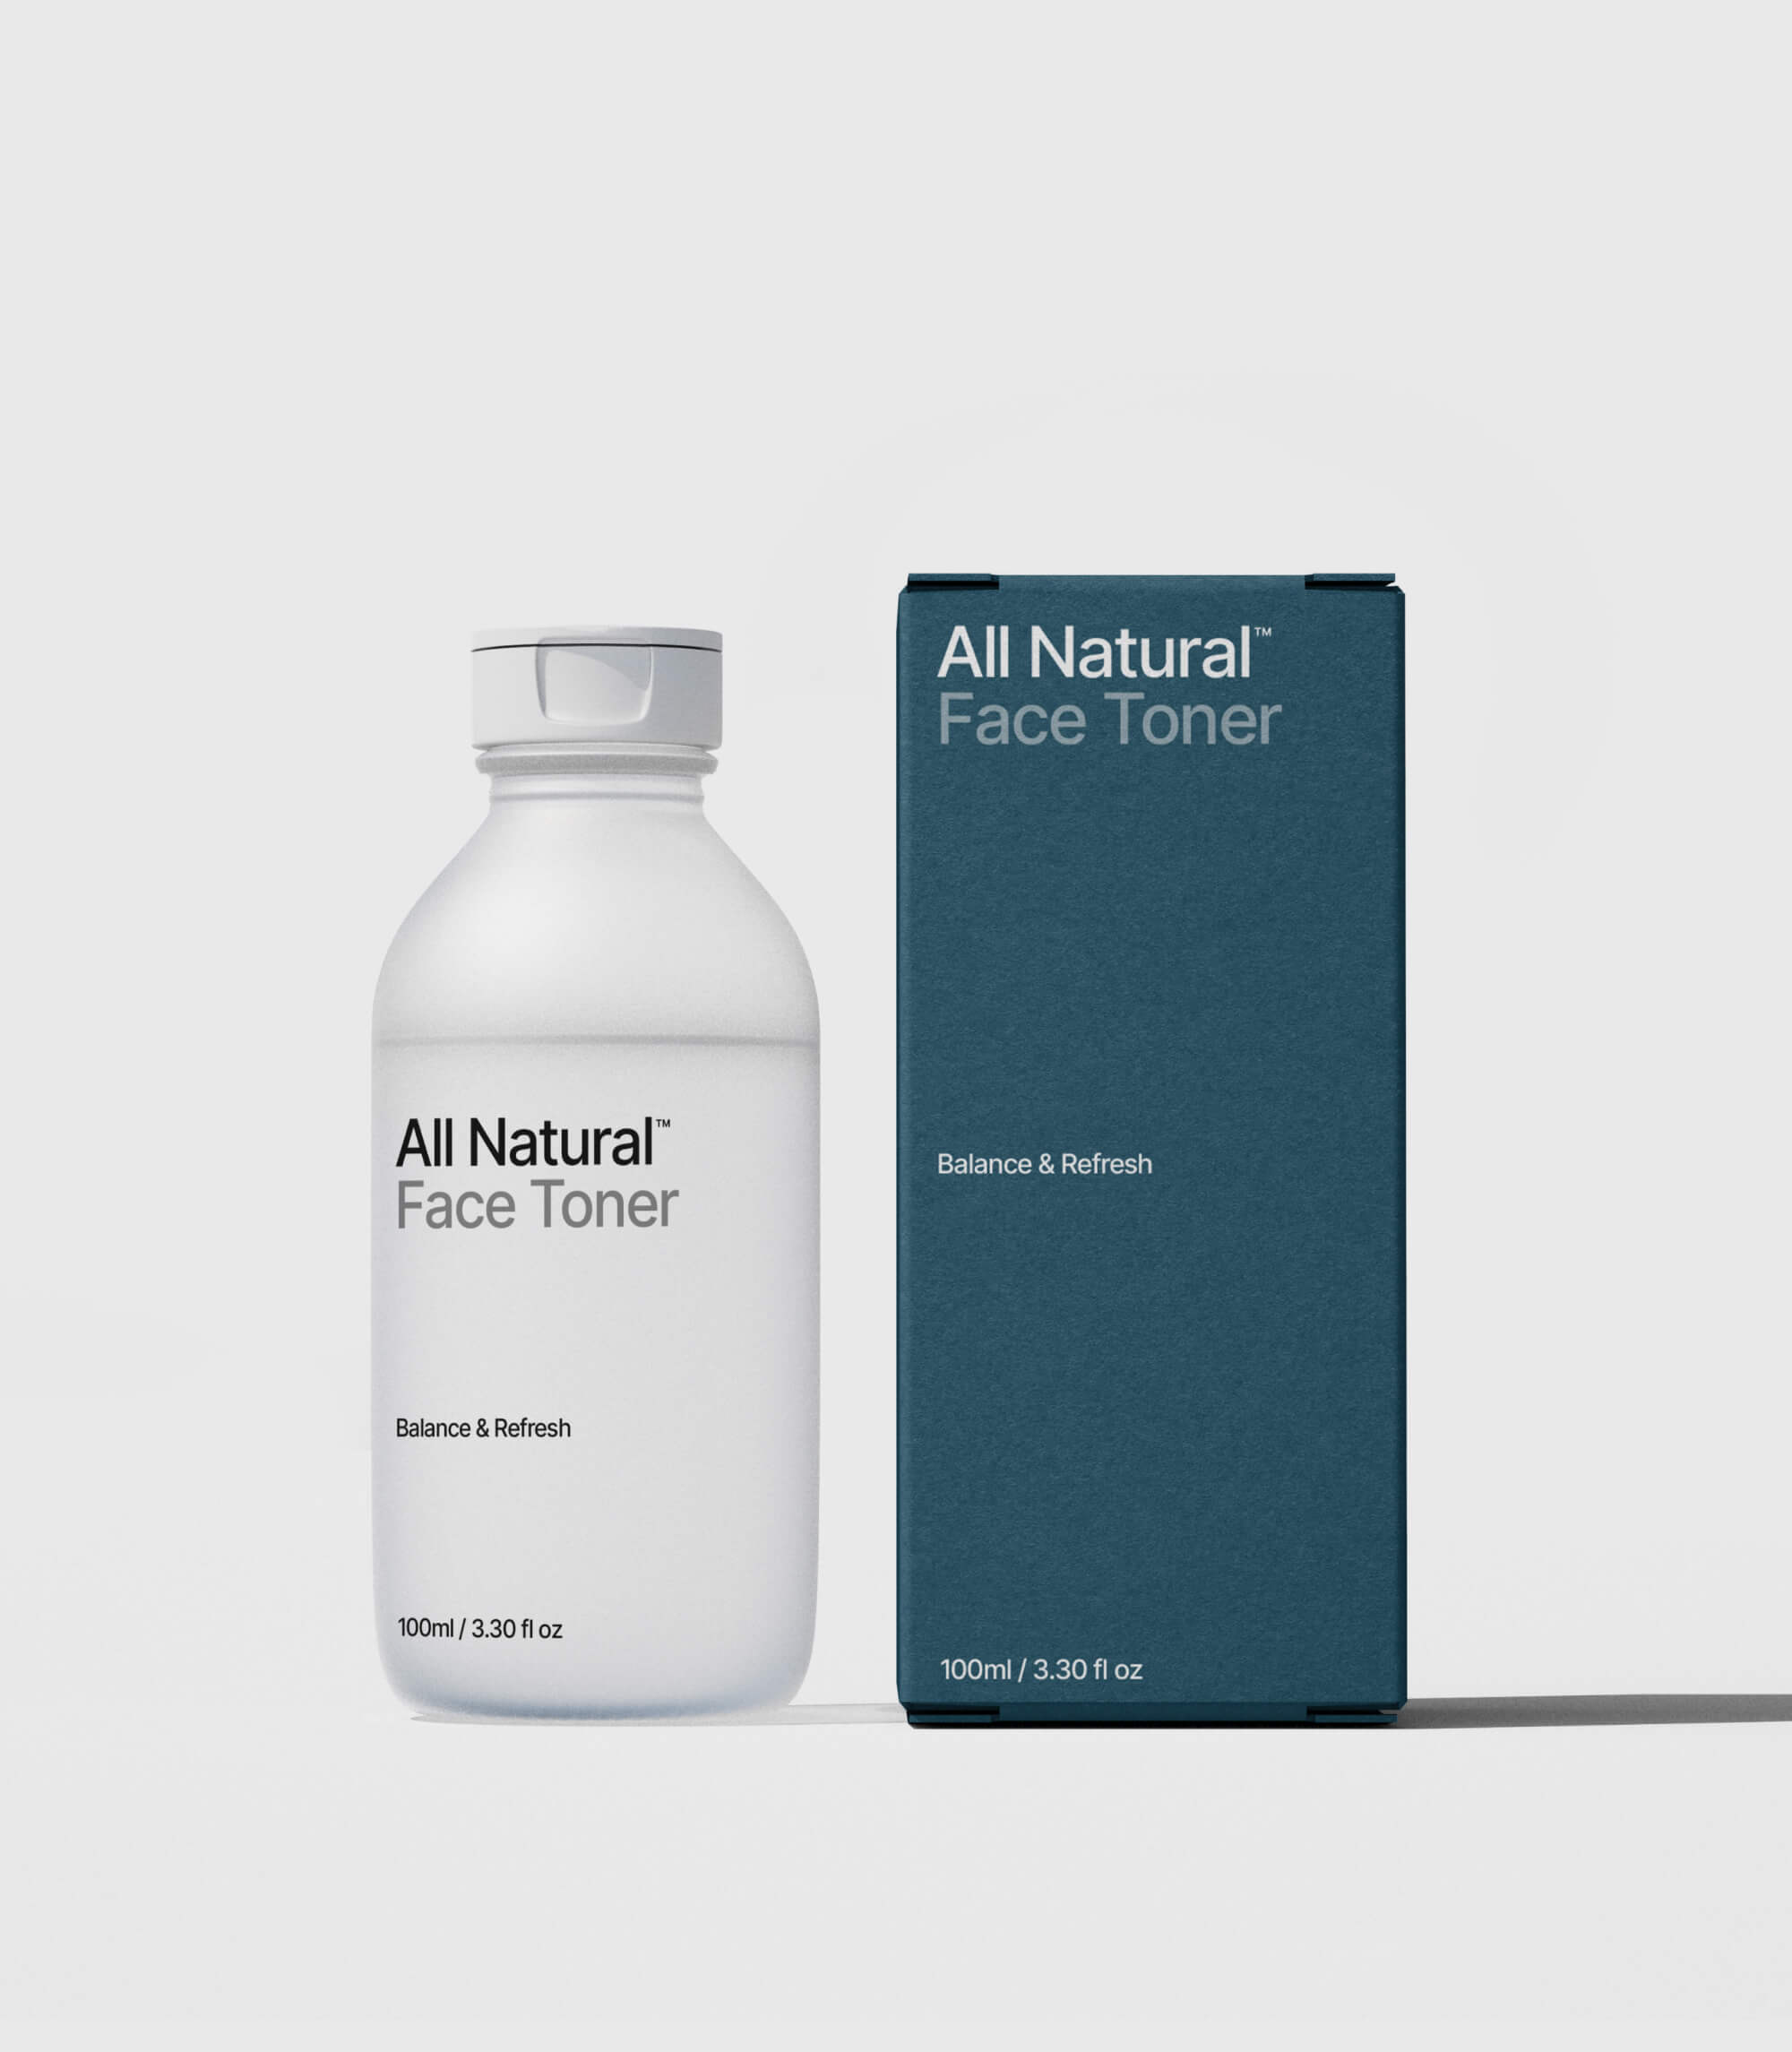 All Natural™
Face Toner
Balance & Refresh
100ml / 3.30 fl oz
All Natural™
Face Toner
Balance & Refresh
100ml / 3.30 fl oz